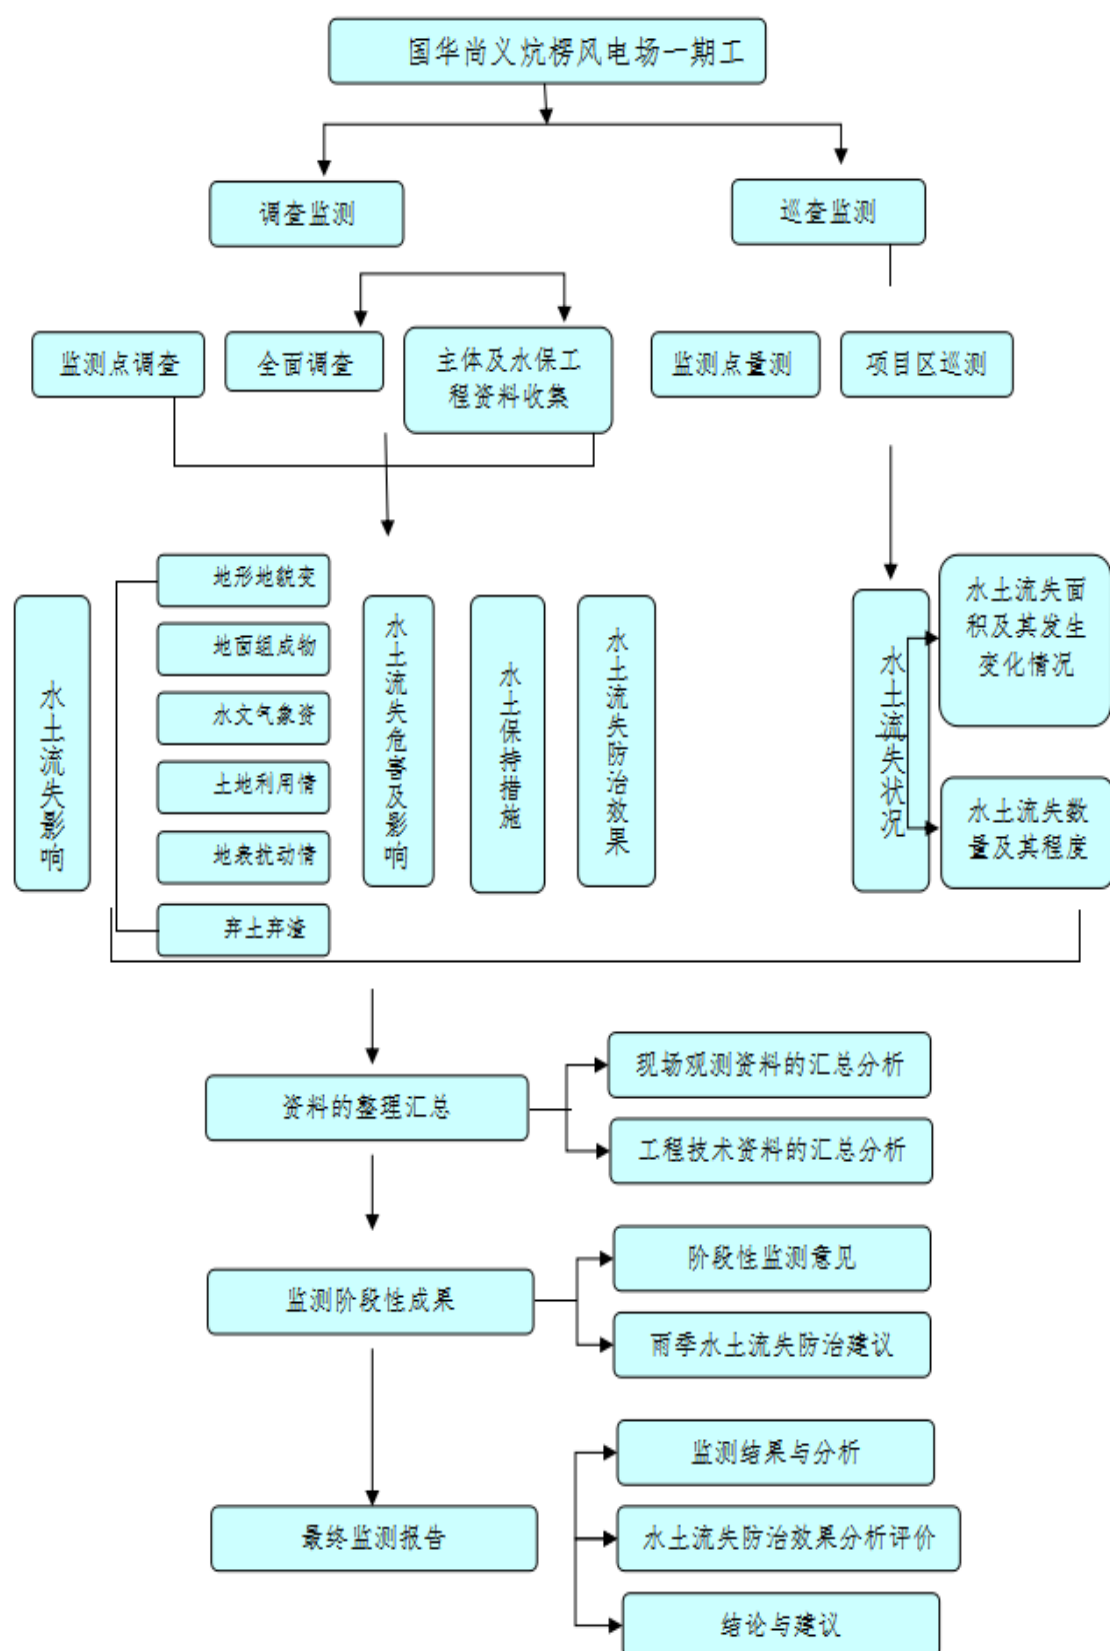 国华尚义炕楞风电场一期工
调查监测
巡查监测
监测点调查
全面调查
主体及水保工
程资料收集
监测点量测
项目区巡测
水土流失影响
地形地貌变
地面组成物
水文气象资
土地利用情
地表扰动情
弃土弃渣
水土流失危害及影响
水土保持措施
水土流失防治效果
水土流失状况
水土流失面
积及其发生
变化情况
水土流失数
量及其程度
资料的整理汇总
现场观测资料的汇总分析
工程技术资料的汇总分析
监测阶段性成果
阶段性监测意见
雨季水土流失防治建议
最终监测报告
监测结果与分析
水土流失防治效果分析评价
结论与建议